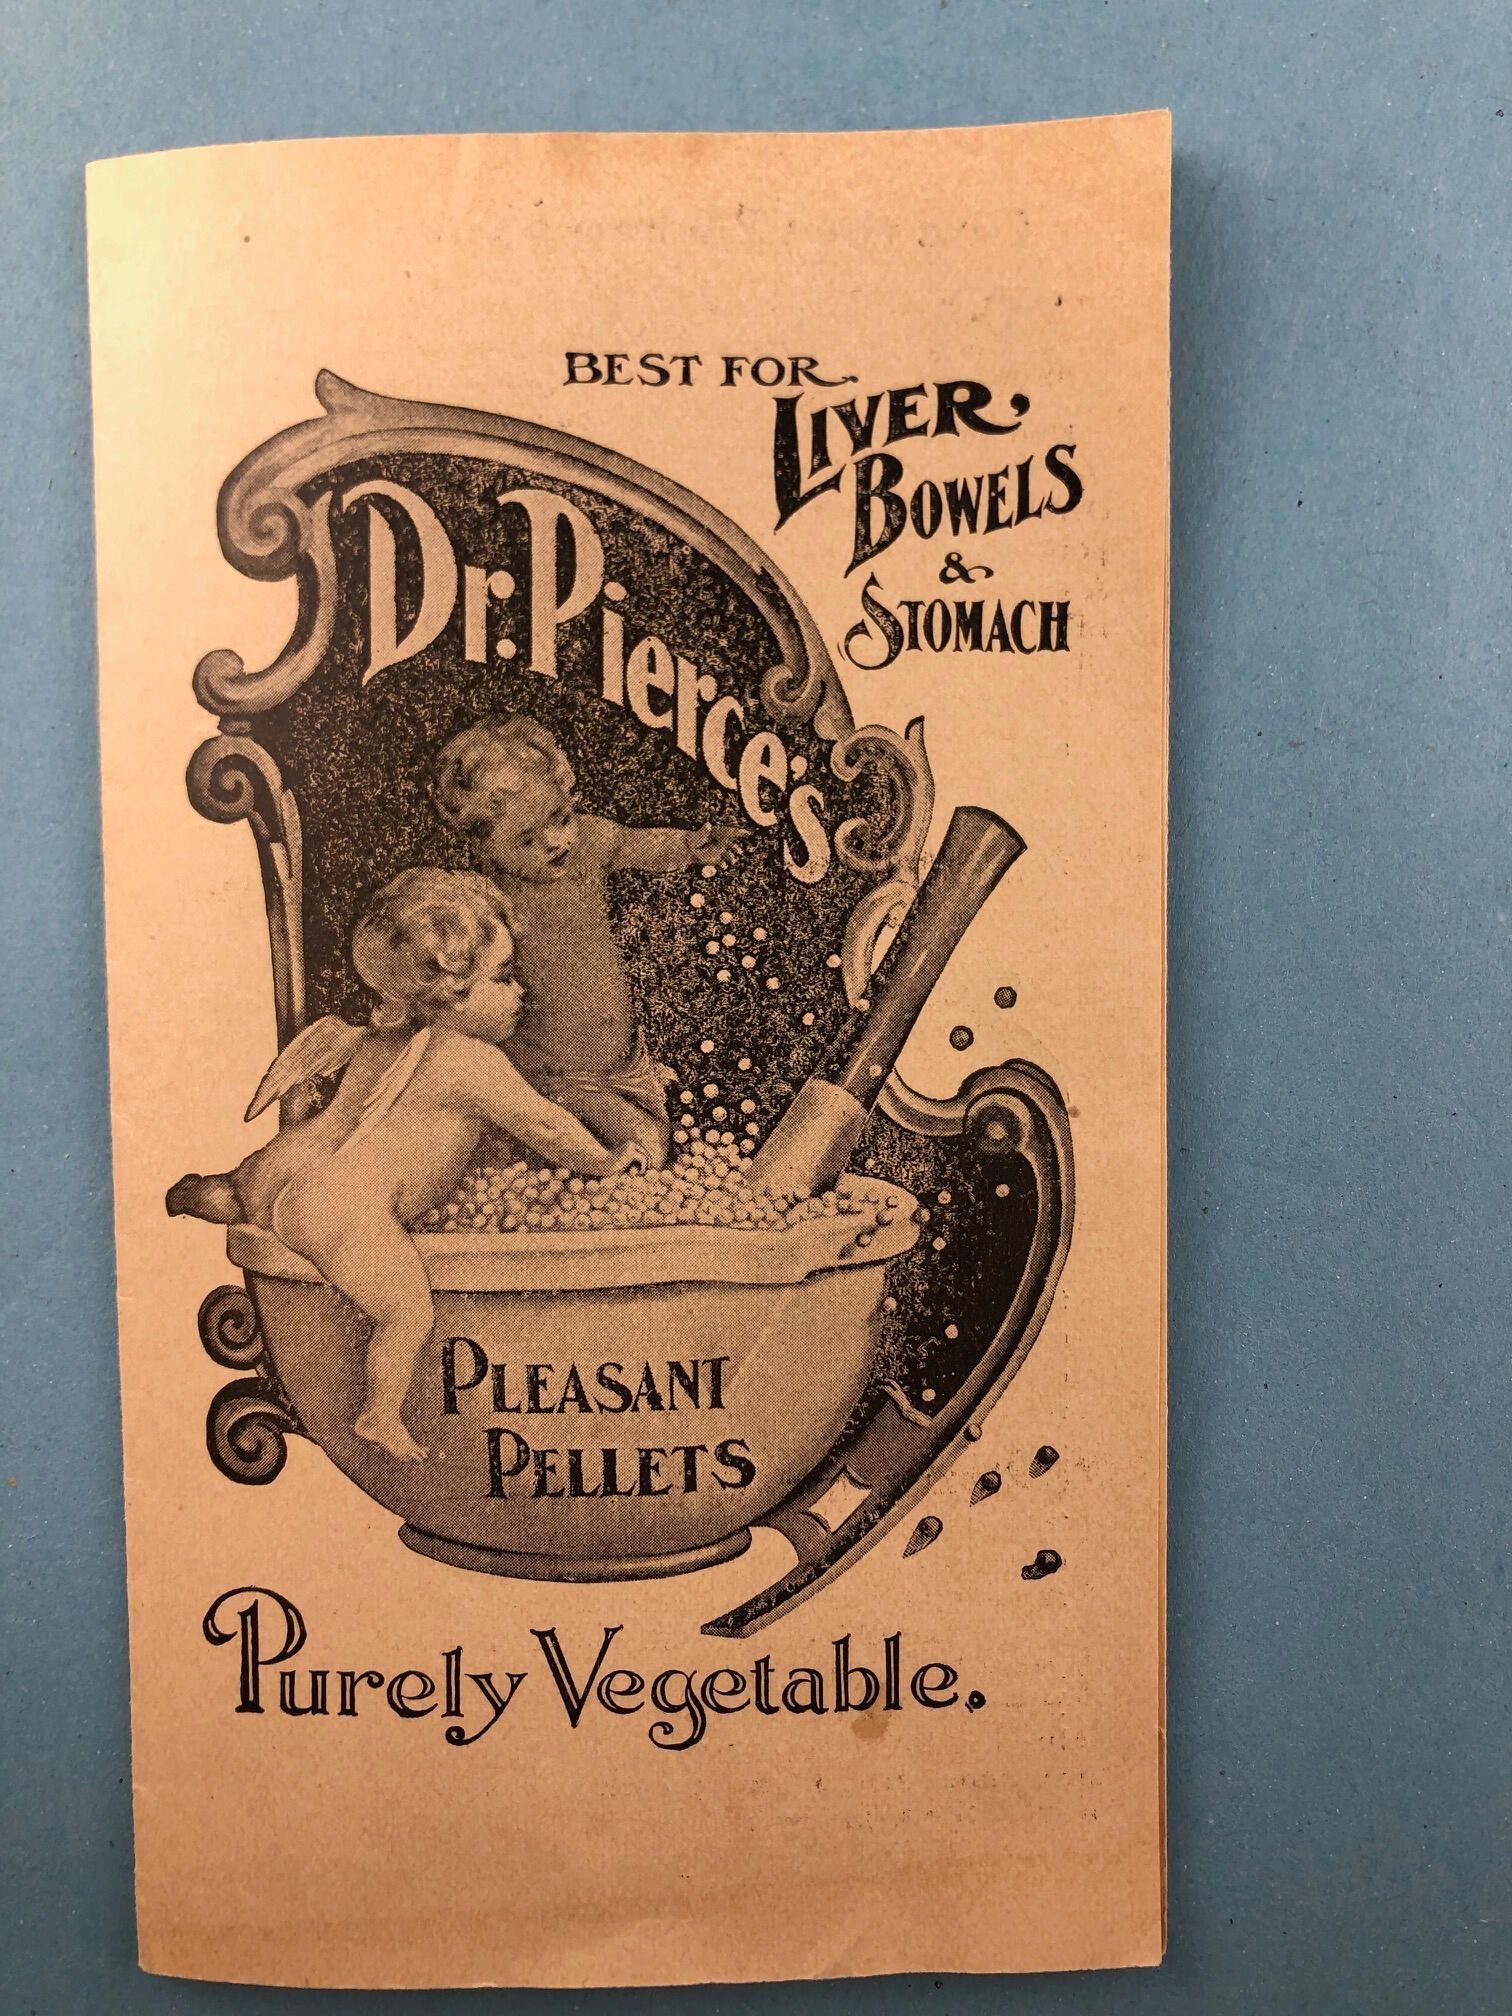 BEST FOR
LIVER,
BOWELS
&
STOMACH
Dr. Pierce's
PLEASANT
PELLETS
Purely Vegetable.